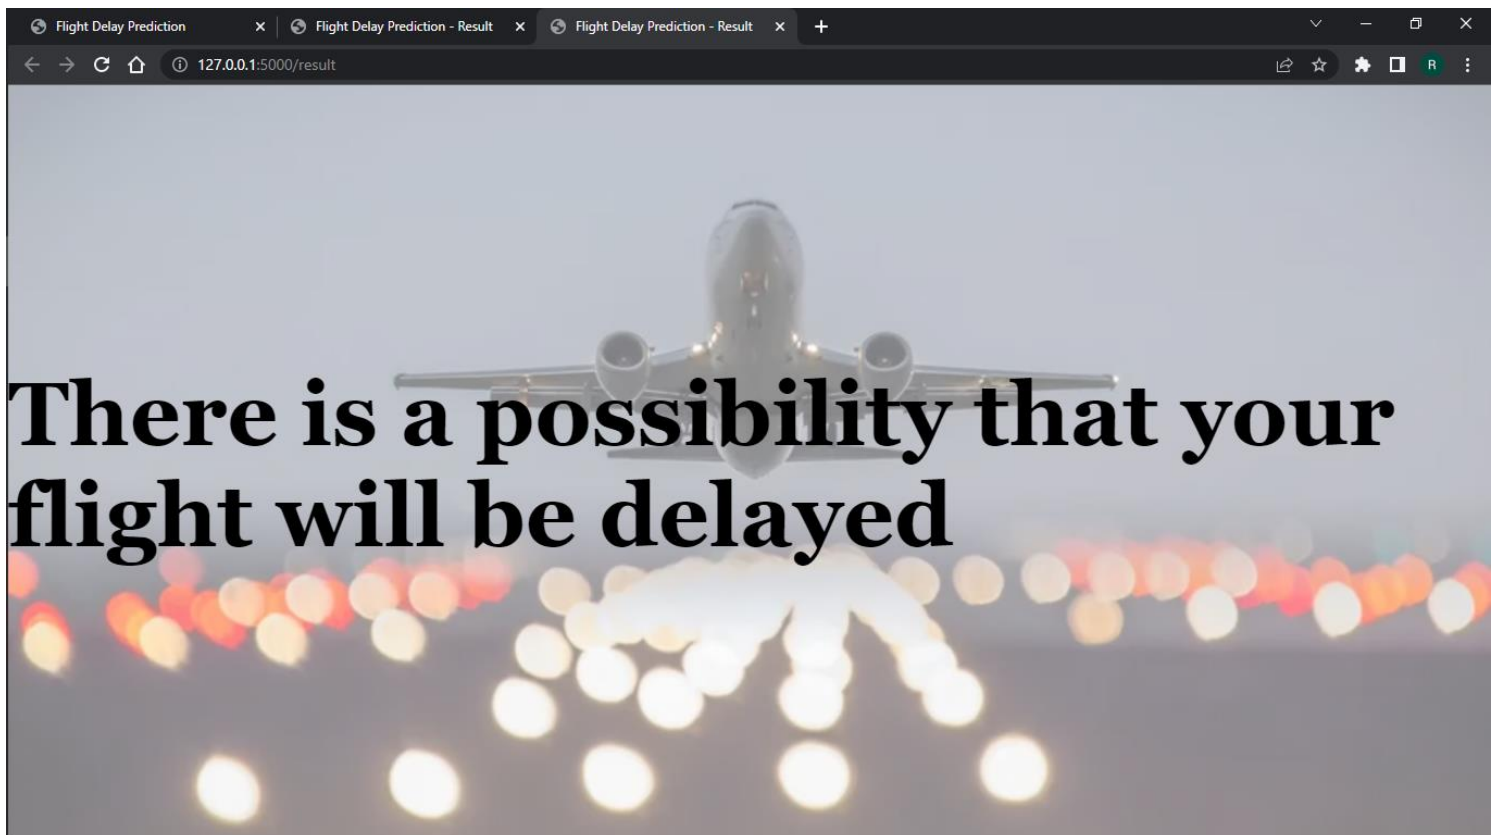 Flight Delay Prediction
Flight Delay Prediction - Result
Flight Delay Prediction - Result
127.0.0.1:5000/result
R
There is a possibility that your
flight will be delayed